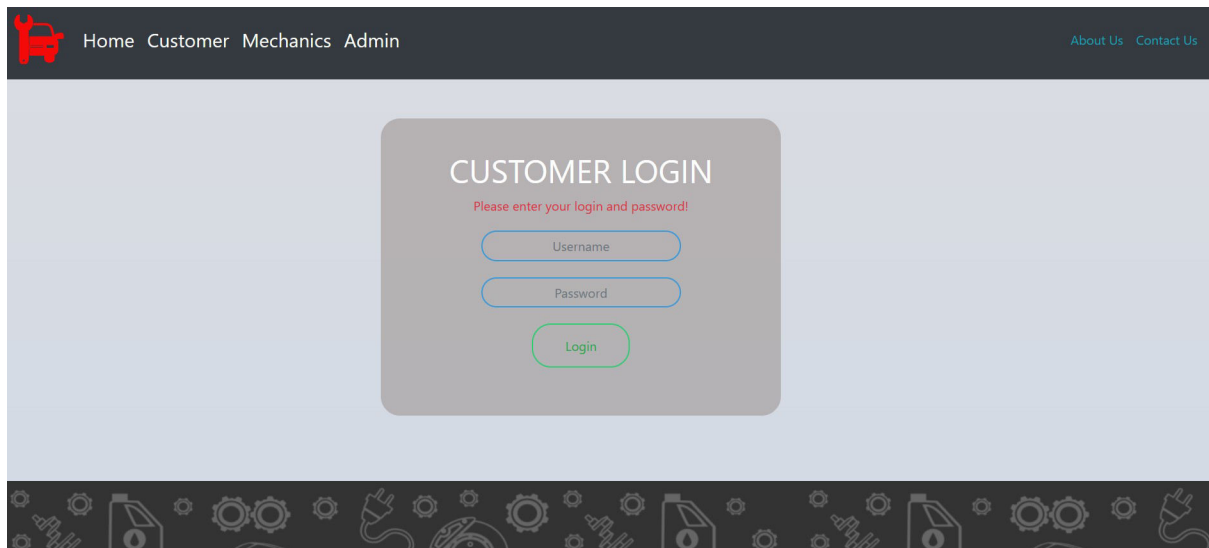 Home Customer Mechanics Admin
About Us Contact Us
CUSTOMER LOGIN
Please enter your login and password!
Username
Password
Login